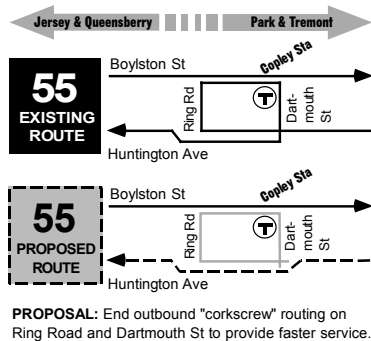 Jersey & Queensberry
Park & Tremont
Boylston St
Copley Sta
55
EXISTING
ROUTE
Ring Rd
T
Dart-
mouth
St
Huntington Ave
Boylston St
Copley Sta
55
PROPOSED
ROUTE
Ring Rd
T
Dart-
mouth
St
Huntington Ave
PROPOSAL: End outbound "corkscrew" routing on
Ring Road and Dartmouth St to provide faster service.